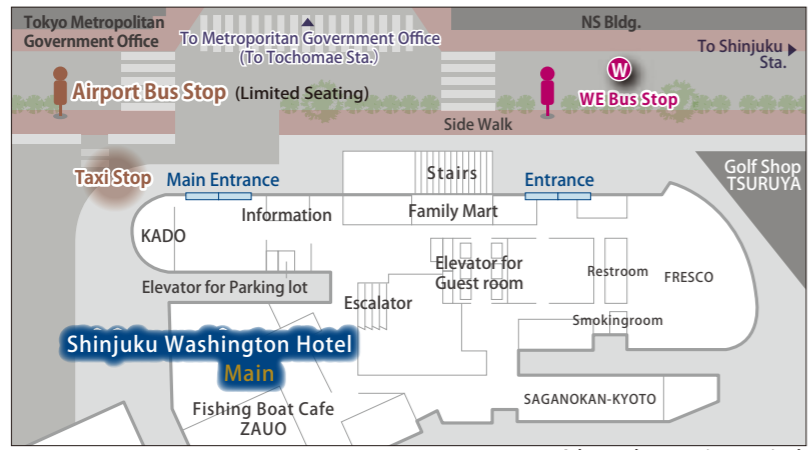 Tokyo Metropolitan
Government Office
To Metroporitan Government Office
(To Tochomae Sta.)
NS Bldg.
To Shinjuku
Sta.
W
WE Bus Stop
Airport Bus Stop (Limited Seating)
Side Walk
Taxi Stop
Main Entrance
Stairs
Entrance
Golf Shop
TSURUYA
Information
Family Mart
KADO
Elevator for
Guest room
Restroom
FRESCO
Elevator for Parking lot
Escalator
Smokingroom
Shinjuku Washington Hotel
Main
Fishing Boat Cafe
ZAUO
SAGANOKAN-KYOTO